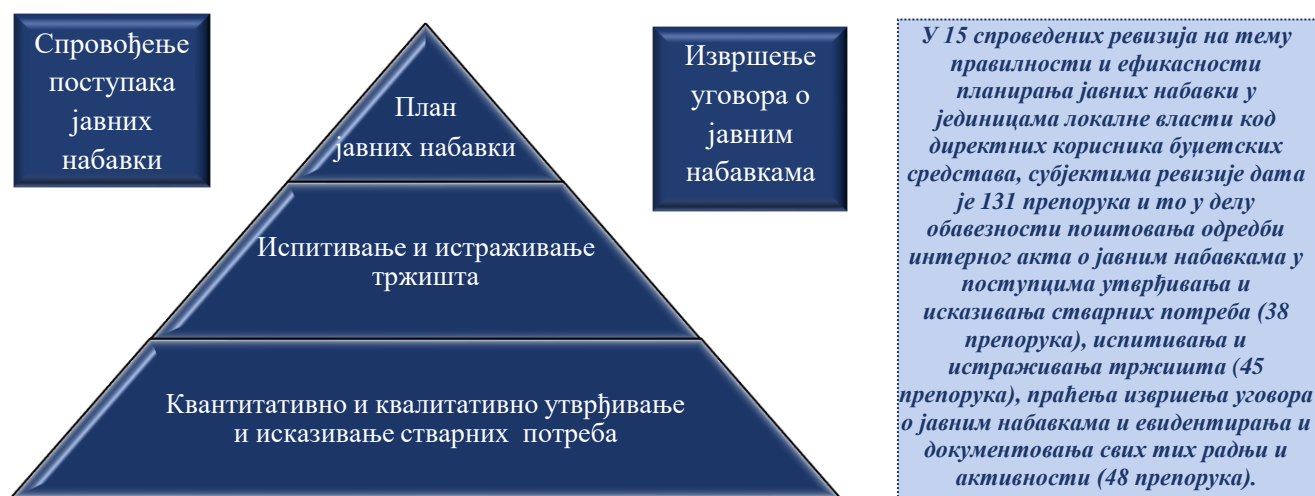 Спровођење
поступака
јавних
набавки
План
јавних набавки
Испитивање и истраживање
тржишта
Квантитативно и квалитативно утврђивање
и исказивање стварних потреба
Извршење
уговора о
јавним
набавкама
У 15 спроведених ревизија на тему
правилности и ефикасности
планирања јавних набавки у
јединицама локалне власти код
директних корисника буџетских
средстава, субјектима ревизије дата
је 131 препорука и то у делу
обавезности поштовања одредби
интерног акта о јавним набавкама у
поступцима утврђивања и
исказивања стварних потреба (38
препорука), испитивања и
истраживања тржишта (45
препорука), праћења извршења уговора
о јавним набавкама и евидентирања и
документовања свих тих радњи и
активности (48 препорука).